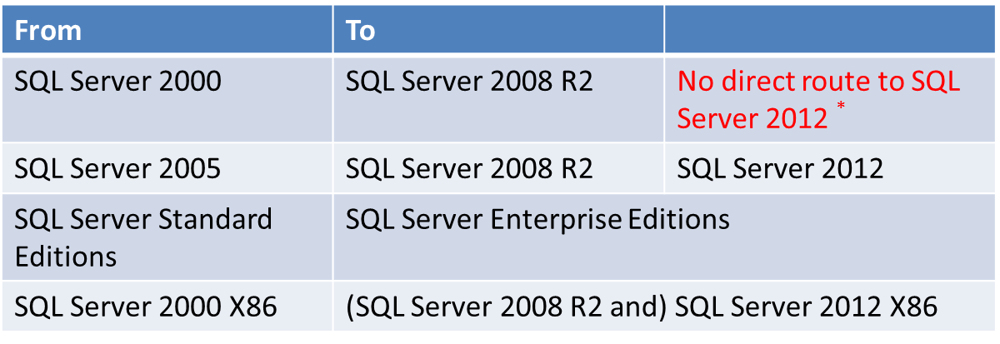 From To
SQL Server 2000 SQL Server 2008 R2 No direct route to SQL
Server 2012 *
SQL Server 2005 SQL Server 2008 R2 SQL Server 2012
SQL Server Standard SQL Server Enterprise Editions
Editions
SQL Server 2000 X86 (SQL Server 2008 R2 and) SQL Server 2012 X86